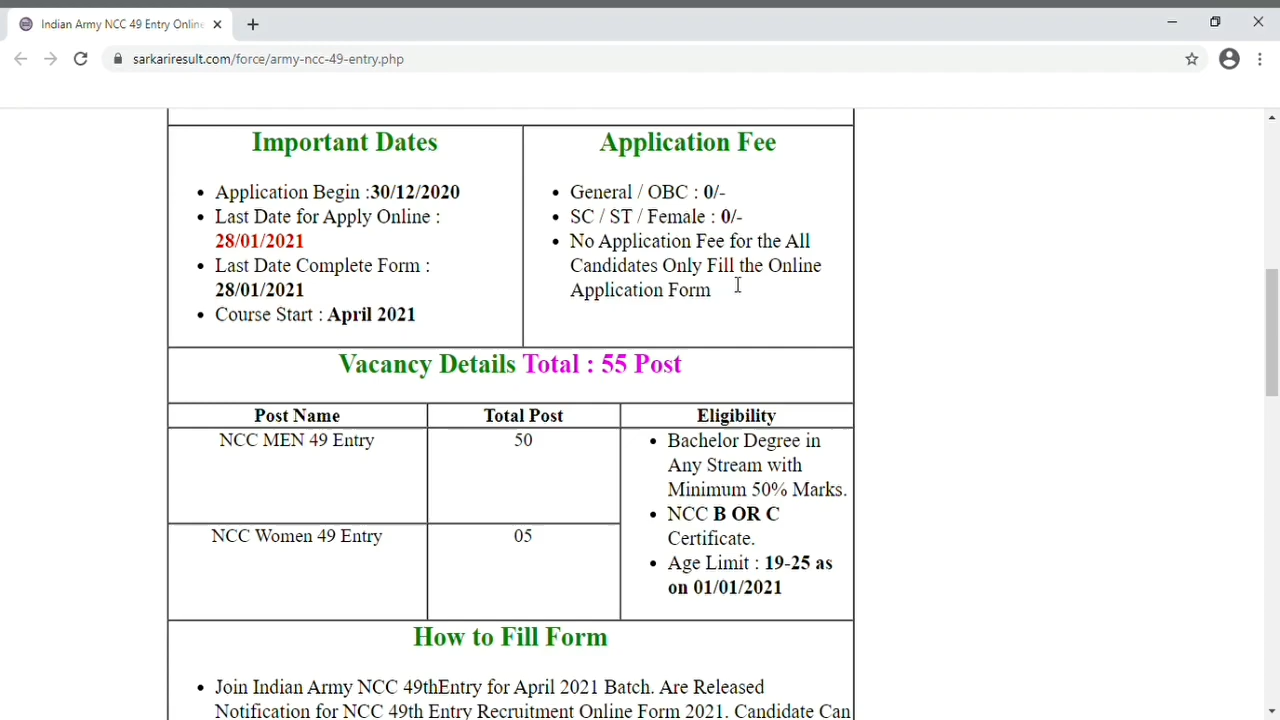 Indian Army NCC 49 Entry Online
sarkariresult.com/force/army-ncc-49-entry.php
Important Dates
Application Begin :30/12/2020
Last Date for Apply Online :
28/01/2021
Last Date Complete Form :
28/01/2021
Course Start : April 2021
Application Fee
General / OBC : 0/-
SC / ST / Female : 0/-
No Application Fee for the All
Candidates Only Fill the Online
Application Form
Vacancy Details Total : 55 Post
Post Name Total Post Eligibility
NCC MEN 49 Entry 50
NCC Women 49 Entry 05
Bachelor Degree in
Any Stream with
Minimum 50% Marks.
NCC B OR C
Certificate.
Age Limit : 19-25 as
on 01/01/2021
How to Fill Form
Join Indian Army NCC 49thEntry for April 2021 Batch. Are Released
Notification for NCC 49th Entry Recruitment Online Form 2021. Candidate Can